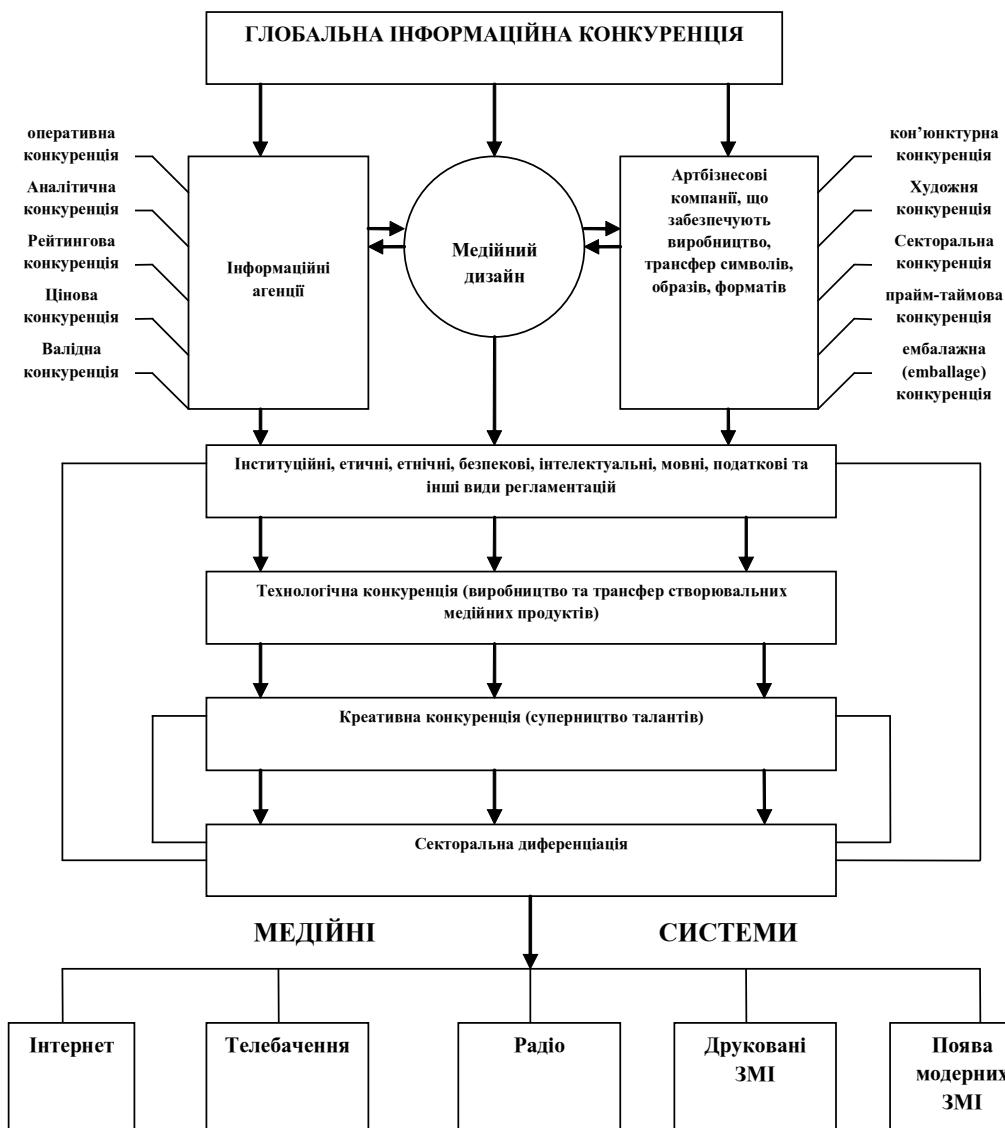 ГЛОБАЛЬНА ІНФОРМАЦІЙНА КОНКУРЕНЦІЯ
оперативна
конкуренція
Аналітична
конкуренція
Рейтингова
конкуренція
Цінова
конкуренція
Валідна
конкуренція
Інформаційні
агенції
Медійний
дизайн
Артбізнесові
компанії, що
забезпечують
виробництво,
трансфер символів,
образів, форматів
кон’юнктурна
конкуренція
Художня
конкуренція
Секторальна
конкуренція
прайм-таймова
конкуренція
ембалажна
(emballage)
конкуренція
Інституційні, етичні, етнічні, безпекові, інтелектуальні, мовні, податкові та
інші види регламентацій
Технологічна конкуренція (виробництво та трансфер створювальних
медійних продуктів)
Креативна конкуренція (суперництво талантів)
Секторальна диференціація
МЕДІЙНІ СИСТЕМИ
Інтернет
Телебачення
Радіо
Друковані
ЗМІ
Поява
модерних
ЗМІ